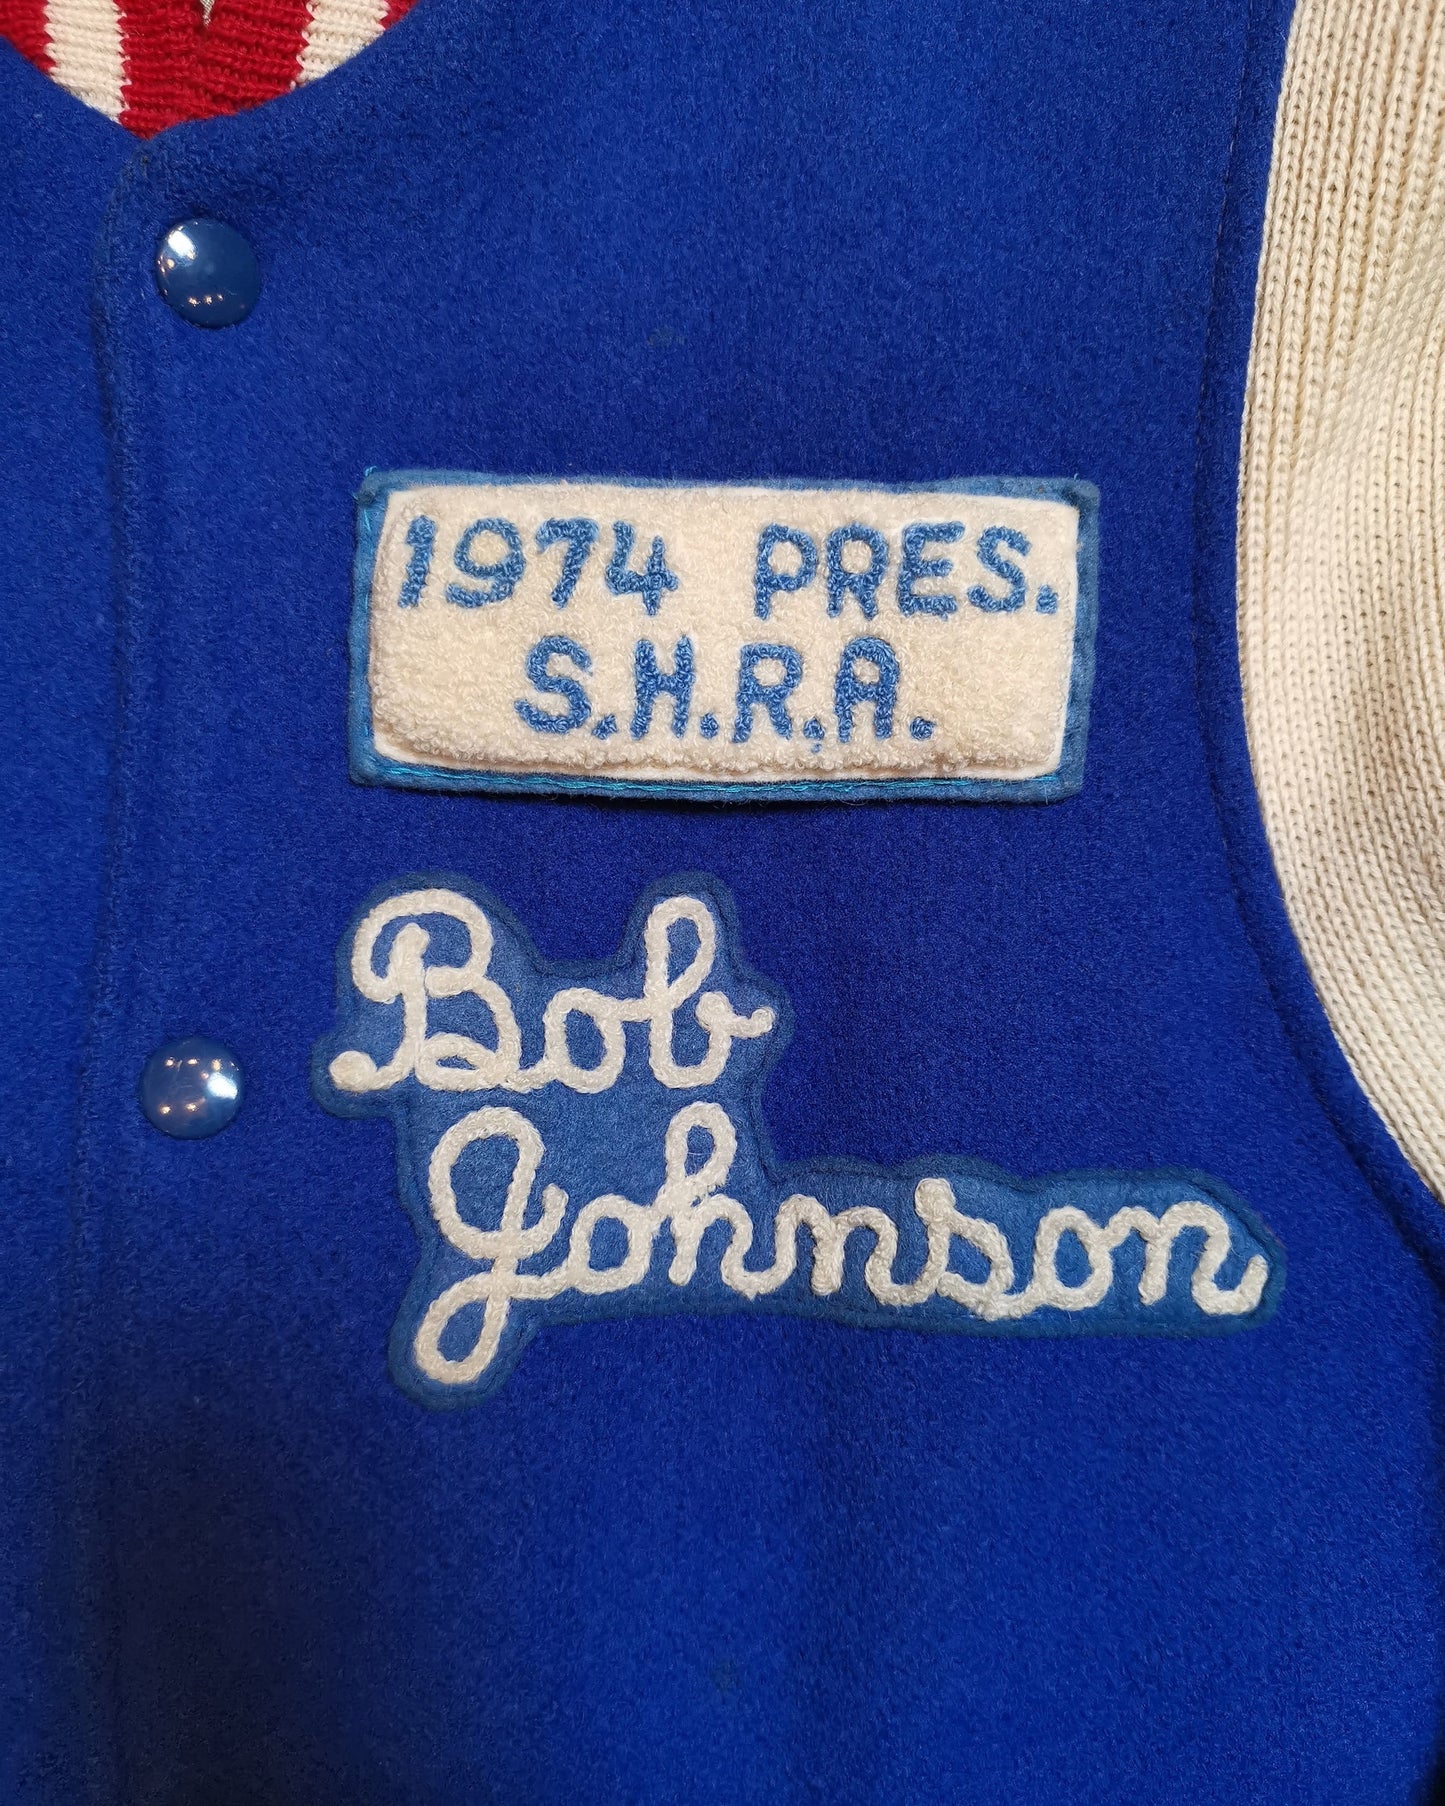 1974 PRES.
S.H.R.A.
Bob
Johnson